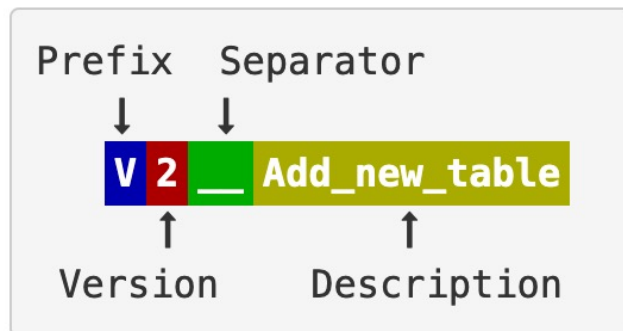 Prefix Separator
V2__Add_new_table
Version Description